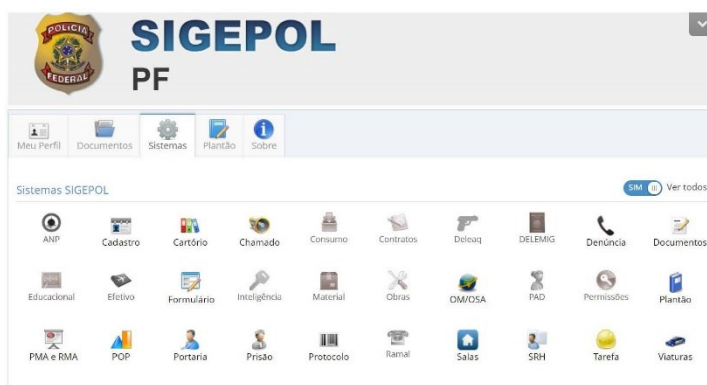 POLÍCIA
FEDERAL
SIGEPOL
PF
Meu Perfil Documentos Sistemas Plantão Sobre
Sistemas SIGEPOL SIM Ver todos
ANP Cadastro Cartório Chamado Consumo Contratos Deleaq DELEMIG Denúncia Documentos
Educacional Efetivo Formulário Inteligência Material Obras OM/OSA PAD Permissões Plantão
PMA e RMA POP Portaria Prisão Protocolo Ramal Salas SRH Tarefa Viaturas